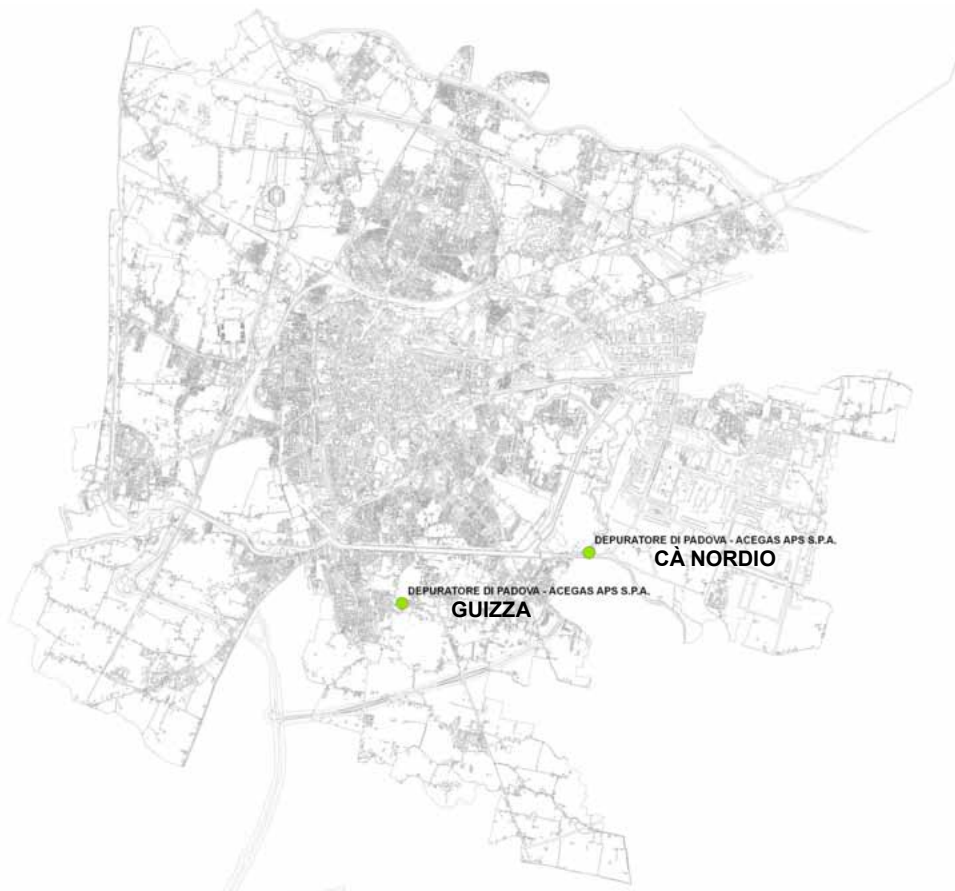 DEPURATORE DI PADOVA - ACEGAS APS S.P.A.
CÀ NORDIO
DEPURATORE DI PADOVA - ACEGAS APS S.P.A.
GUIZZA